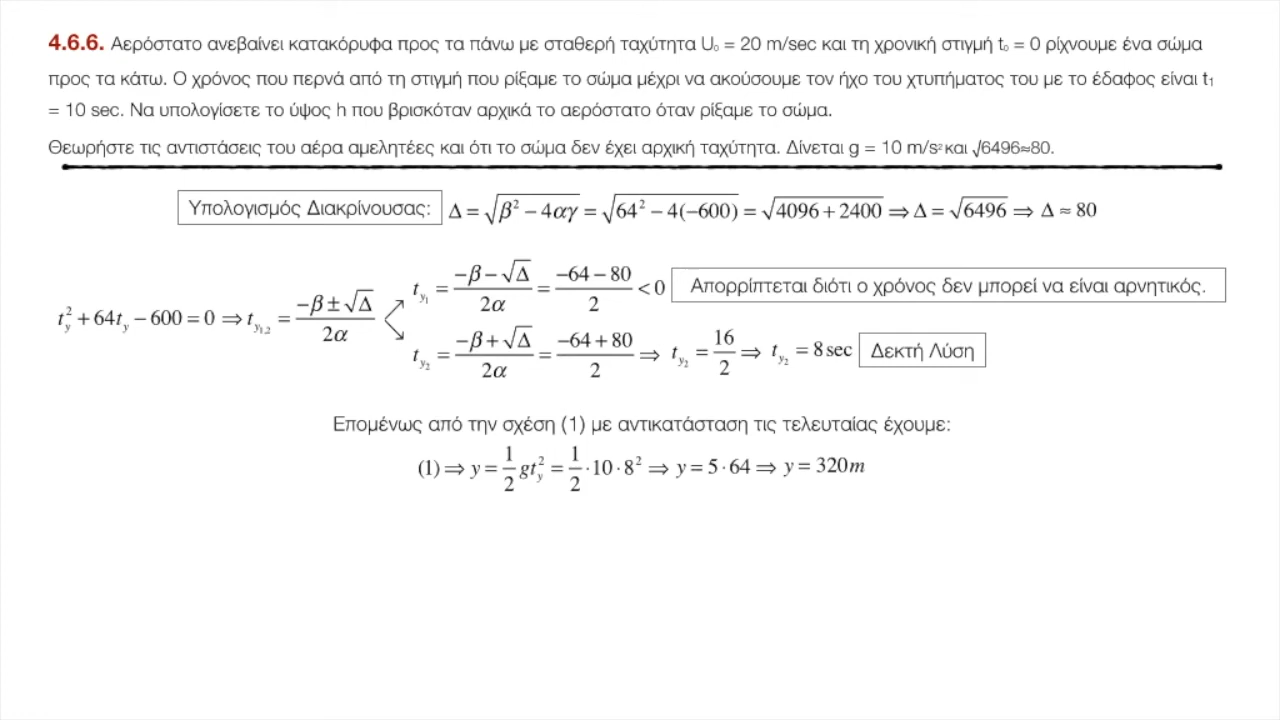 4.6.6. Αερόστατο ανεβαίνει κατακόρυφα προς τα πάνω με σταθερή ταχύτητα Uₒ = 20 m/sec και τη χρονική στιγμή tₒ = 0 ρίχνουμε ένα σώμα
προς τα κάτω. Ο χρόνος που περνά από τη στιγμή που ρίξαμε το σώμα μέχρι να ακούσουμε τον ήχο του χτυπήματος του με το έδαφος είναι t₁
= 10 sec. Να υπολογίσετε το ύψος h που βρισκόταν αρχικά το αερόστατο όταν ρίξαμε το σώμα.
Θεωρήστε τις αντιστάσεις του αέρα αμελητέες και ότι το σώμα δεν έχει αρχική ταχύτητα. Δίνεται g = 10 m/s² και √6496≈80.
Υπολογισμός Διακρίνουσας: Δ = √(β² − 4αγ) = √(64² − 4(−600)) = √(4096 + 2400) ⇒ Δ = √6496 ⇒ Δ ≈ 80
t_y² + 64t_y − 600 = 0 ⇒ t_y₁,₂ = (−β ± √Δ)/2α
t_y₁ = (−β − √Δ)/2α = (−64 − 80)/2 < 0 Απορρίπτεται διότι ο χρόνος δεν μπορεί να είναι αρνητικός.
t_y₂ = (−β + √Δ)/2α = (−64 + 80)/2 ⇒ t_y₂ = 16/2 ⇒ t_y₂ = 8 sec Δεκτή Λύση
Επομένως από την σχέση (1) με αντικατάσταση τις τελευταίας έχουμε:
(1) ⇒ y = 1/2 gt_y² = 1/2 · 10 · 8² ⇒ y = 5 · 64 ⇒ y = 320m